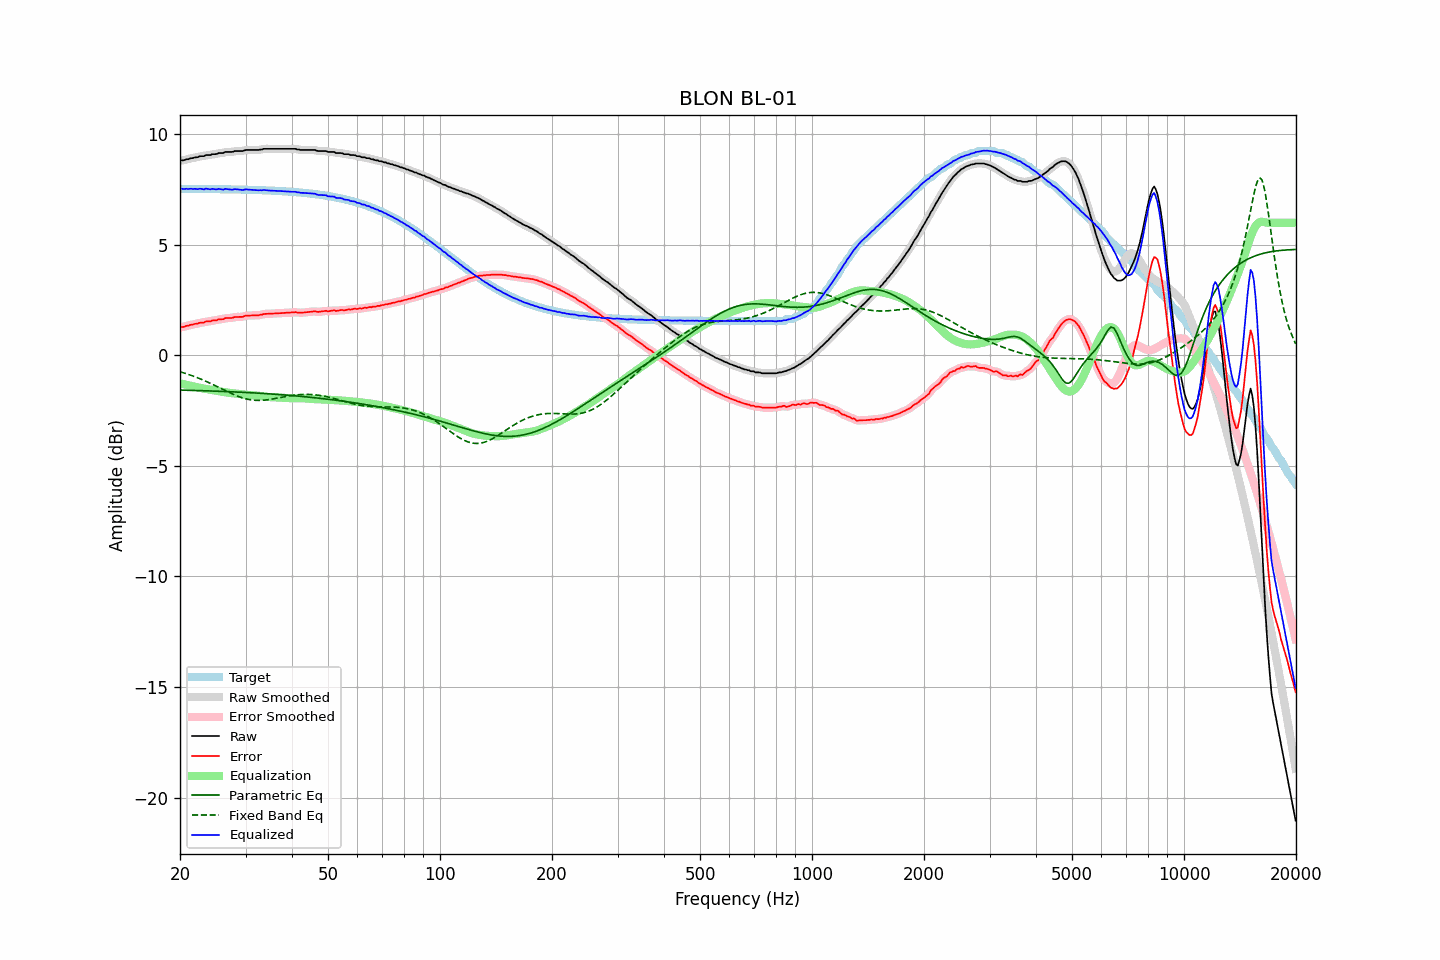 BLON BL-01
Amplitude (dBr)
10
5
0
−5
−10
−15
−20
Target
Raw Smoothed
Error Smoothed
Raw
Error
Equalization
Parametric Eq
Fixed Band Eq
Equalized
20 50 100 200 500 1000 2000 5000 10000 20000
Frequency (Hz)